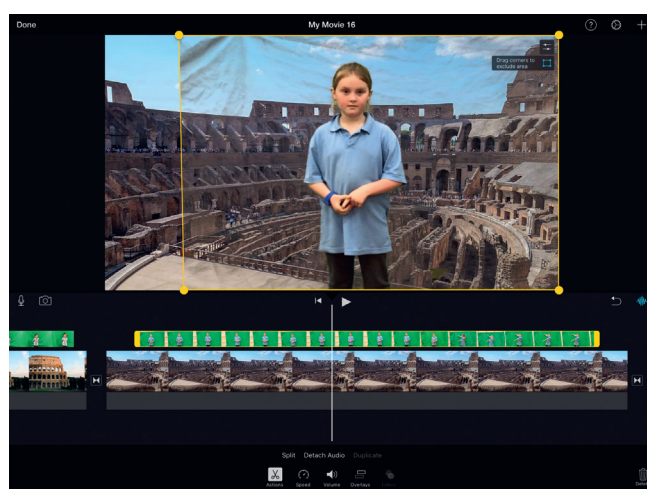 Done
My Movie 16
?
Drag corners to
exclude area
Split Detach Audio Duplicate
Actions Speed Volume Overlays